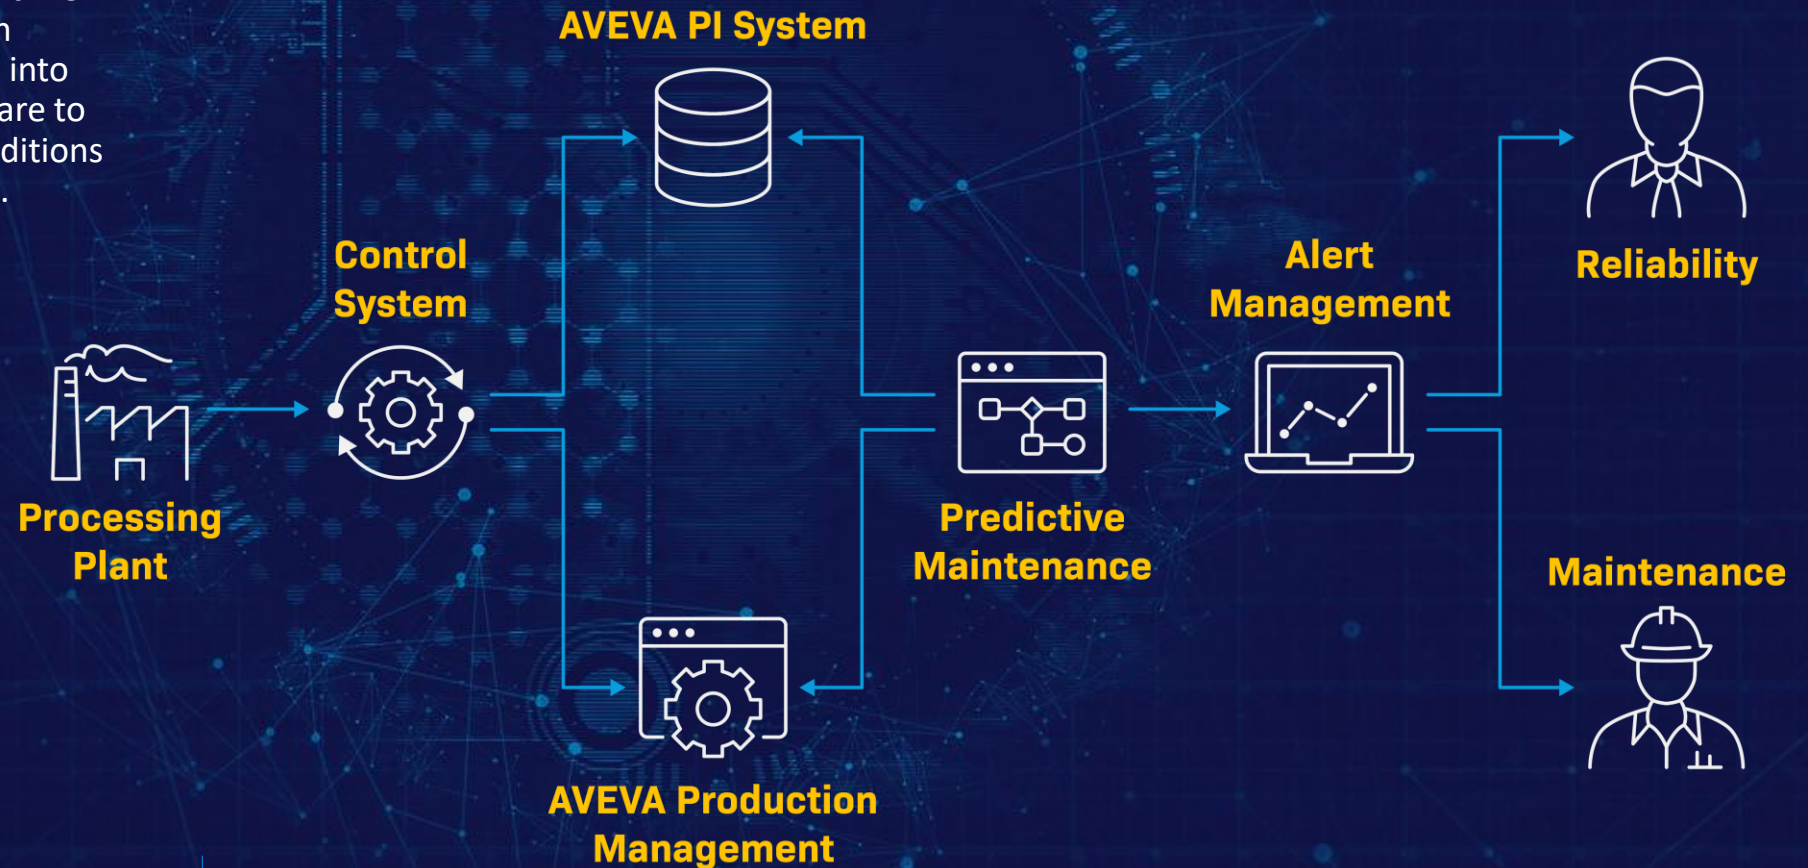 n
into
are to
ditions
.
AVEVA PI System
Control
System
Alert
Management
Reliability
Processing
Plant
Predictive
Maintenance
Maintenance
AVEVA Production
Management